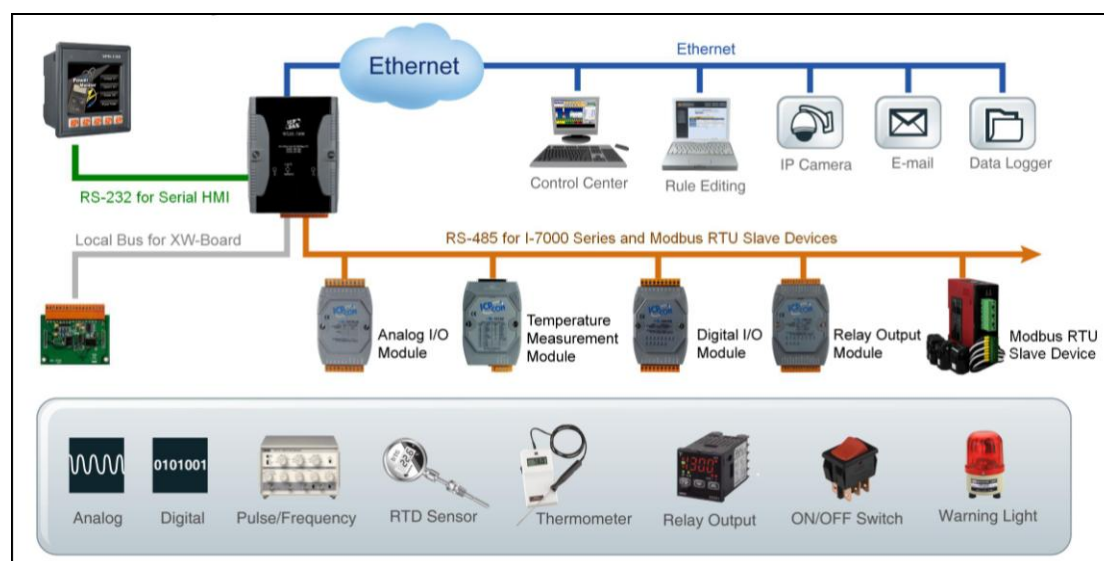 Ethernet
Ethernet
Control Center
Rule Editing
IP Camera
E-mail
Data Logger
RS-232 for Serial HMI
Local Bus for XW-Board
RS-485 for I-7000 Series and Modbus RTU Slave Devices
Analog I/O
Module
Temperature
Measurement
Module
Digital I/O
Module
Relay Output
Module
Modbus RTU
Slave Device
0101001
Analog
Digital
Pulse/Frequency
RTD Sensor
Thermometer
Relay Output
ON/OFF Switch
Warning Light